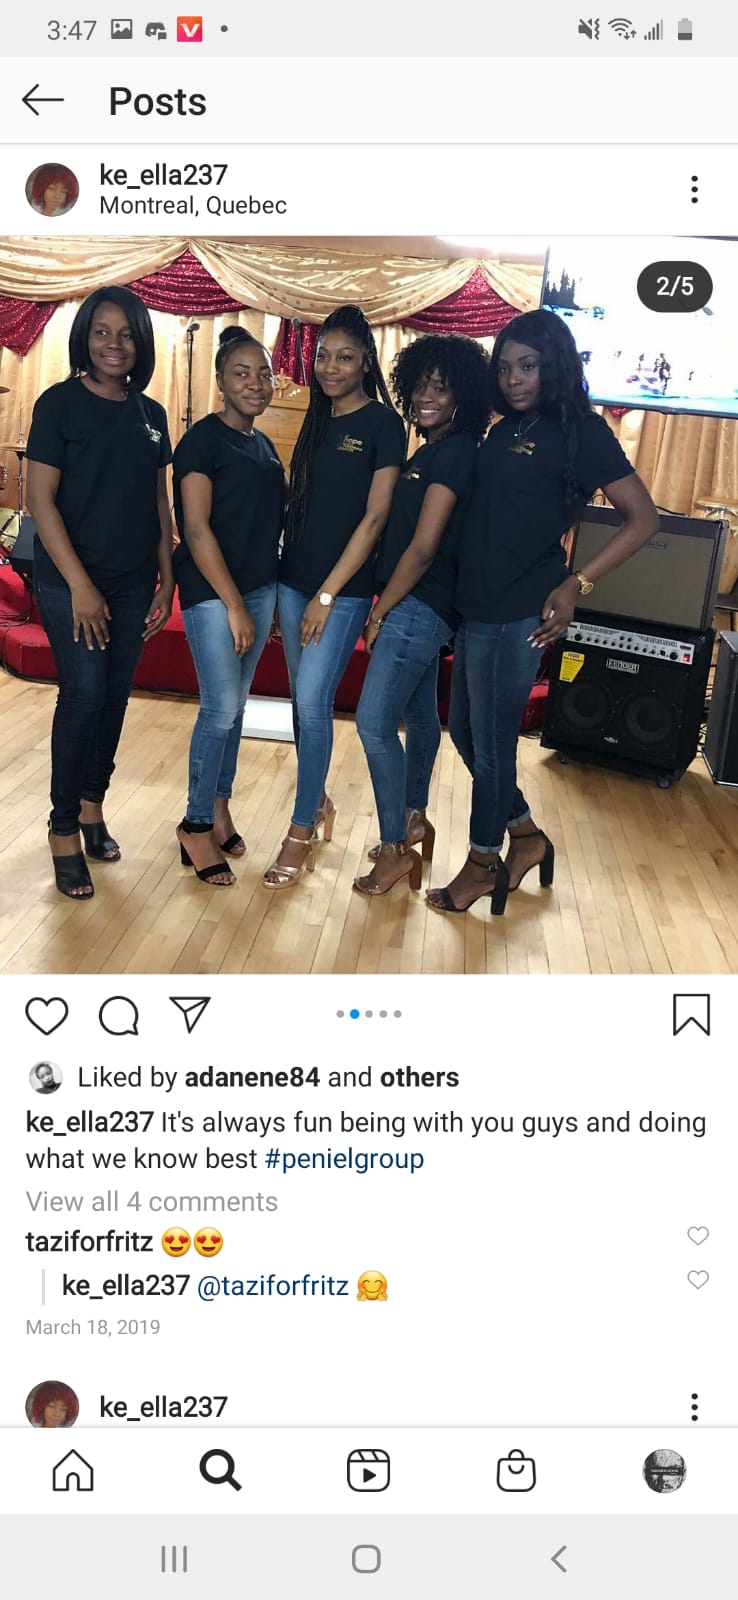 3:47
Posts
ke_ella237
Montreal, Quebec
2/5
FENDER
Liked by adanene84 and others
ke_ella237 It's always fun being with you guys and doing
what we know best #penielgroup
View all 4 comments
taziforfritz 😍😍
ke_ella237 @taziforfritz 🤗
March 18, 2019
ke_ella237